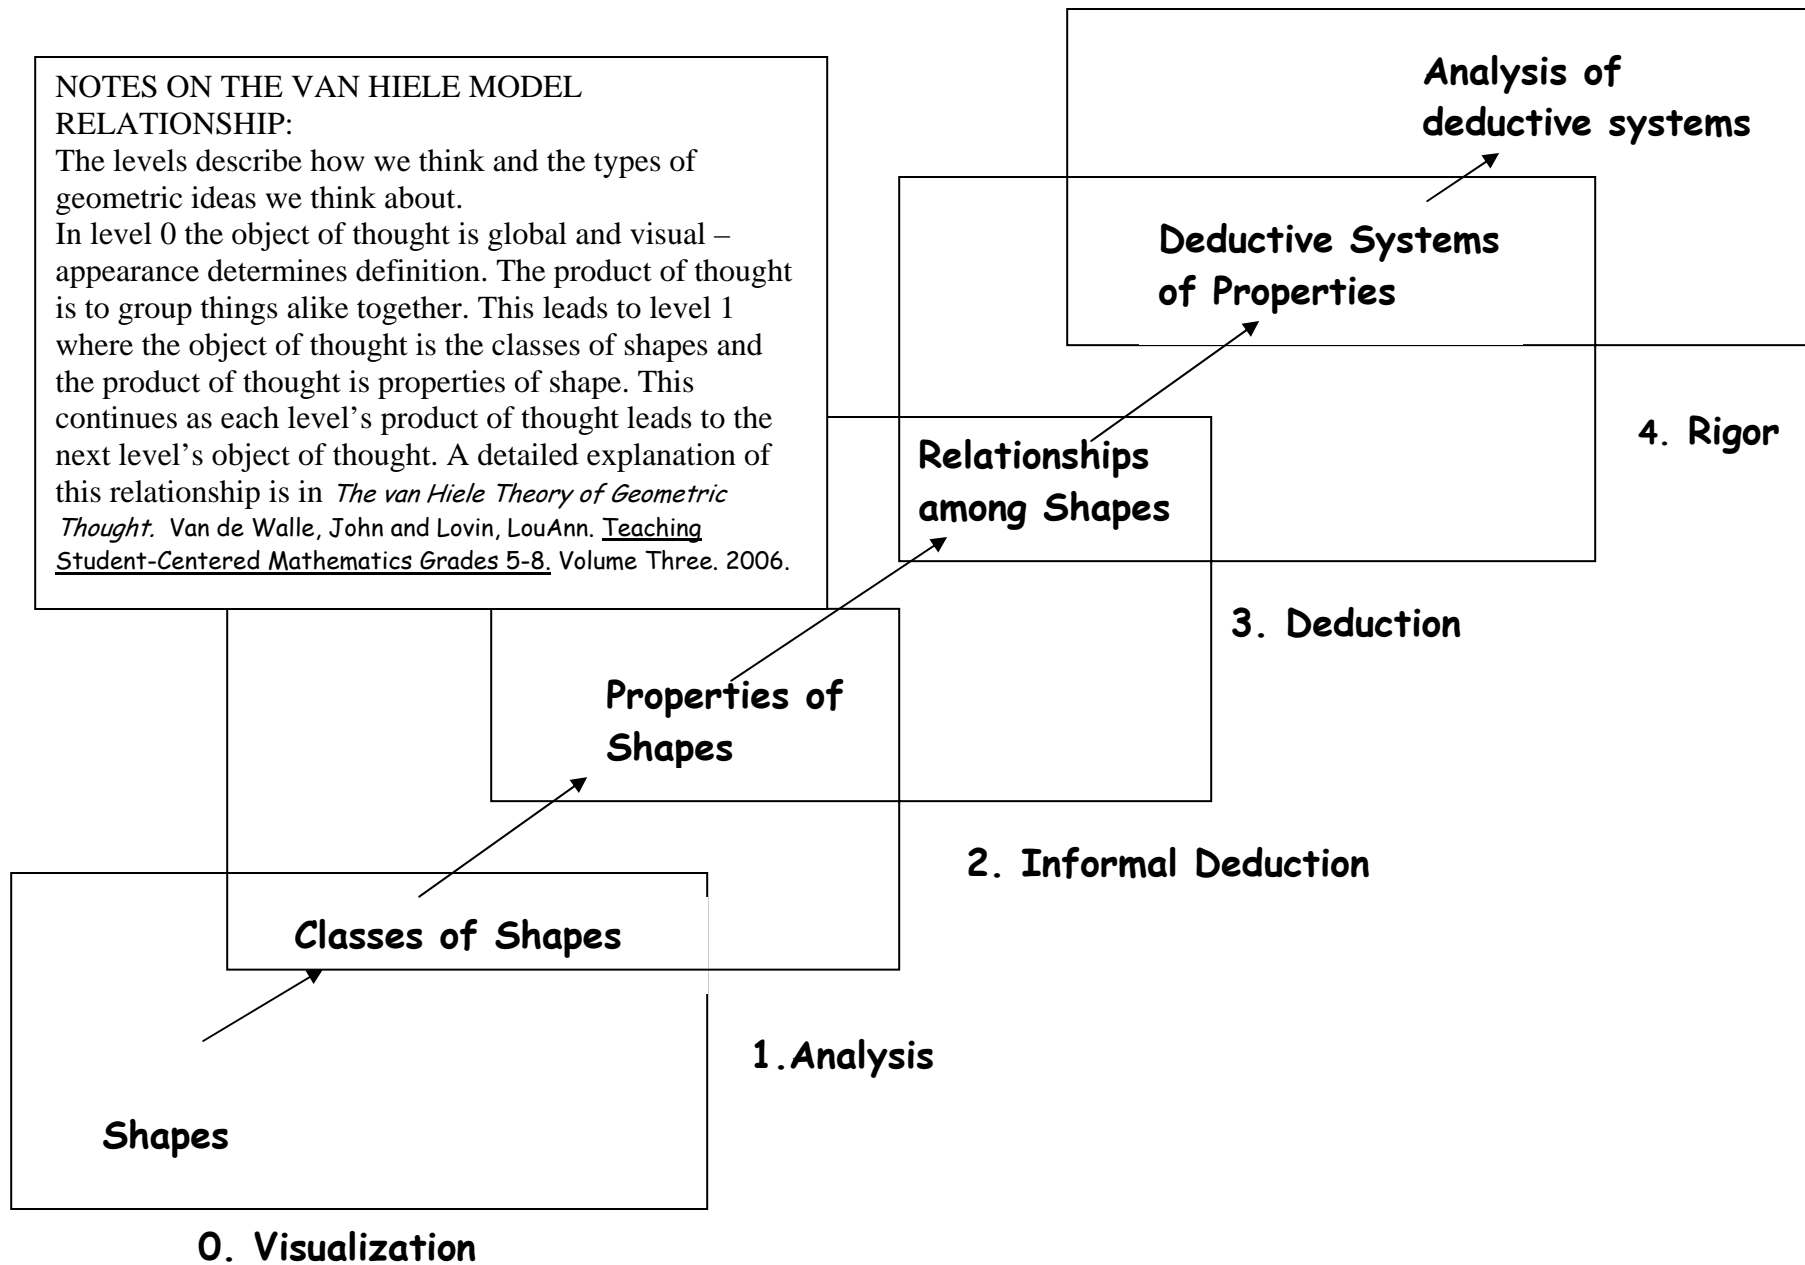 NOTES ON THE VAN HIELE MODEL
RELATIONSHIP:
The levels describe how we think and the types of
geometric ideas we think about.
In level 0 the object of thought is global and visual –
appearance determines definition. The product of thought
is to group things alike together. This leads to level 1
where the object of thought is the classes of shapes and
the product of thought is properties of shape. This
continues as each level’s product of thought leads to the
next level’s object of thought. A detailed explanation of
this relationship is in The van Hiele Theory of Geometric
Thought. Van de Walle, John and Lovin, LouAnn. Teaching
Student-Centered Mathematics Grades 5-8. Volume Three. 2006.
Analysis of
deductive systems
Deductive Systems
of Properties
4. Rigor
Relationships
among Shapes
3. Deduction
Properties of
Shapes
2. Informal Deduction
Classes of Shapes
1.Analysis
Shapes
0. Visualization